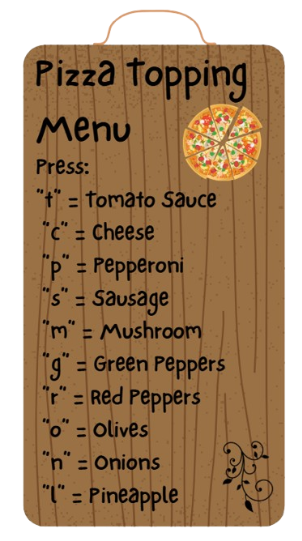 Pizza Topping
Menu
Press:
"t" = Tomato Sauce
"c" = Cheese
"p" = Pepperoni
"s" = Sausage
"m" = Mushroom
"g" = Green Peppers
"r" = Red Peppers
"o" = Olives
"n" = Onions
"l" = Pineapple